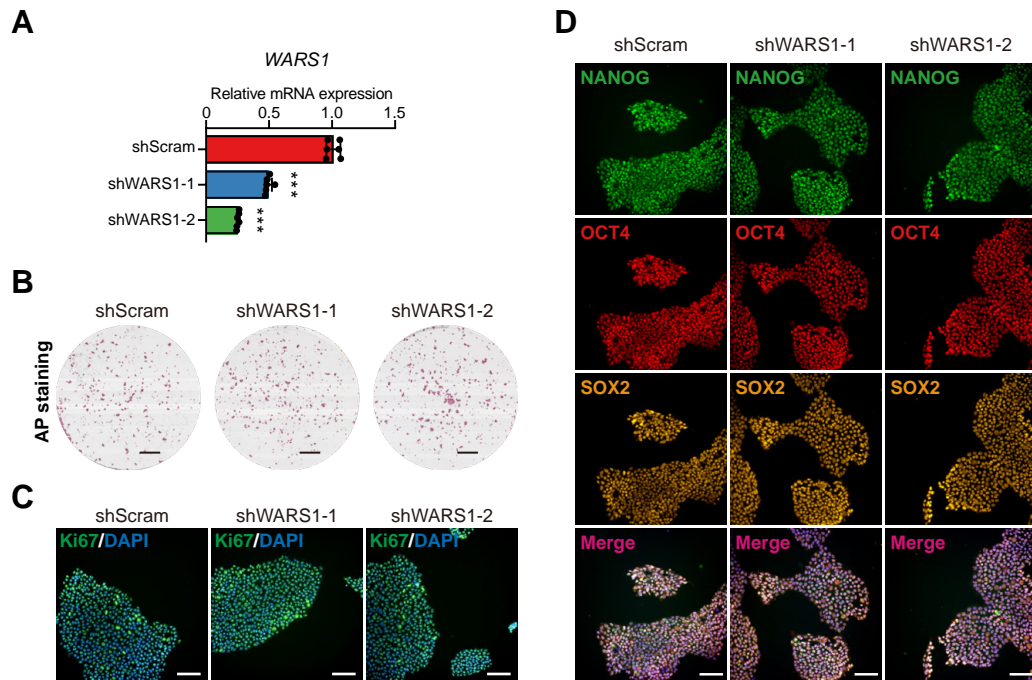 A
WARS1
Relative mRNA expression
0 0.5 1.0 1.5
shScram
shWARS1-1
***
shWARS1-2
***
B
shScram shWARS1-1 shWARS1-2
AP staining
C
shScram shWARS1-1 shWARS1-2
Ki67/DAPI Ki67/DAPI Ki67/DAPI
D
shScram shWARS1-1 shWARS1-2
NANOG NANOG NANOG
OCT4 OCT4 OCT4
SOX2 SOX2 SOX2
Merge Merge Merge